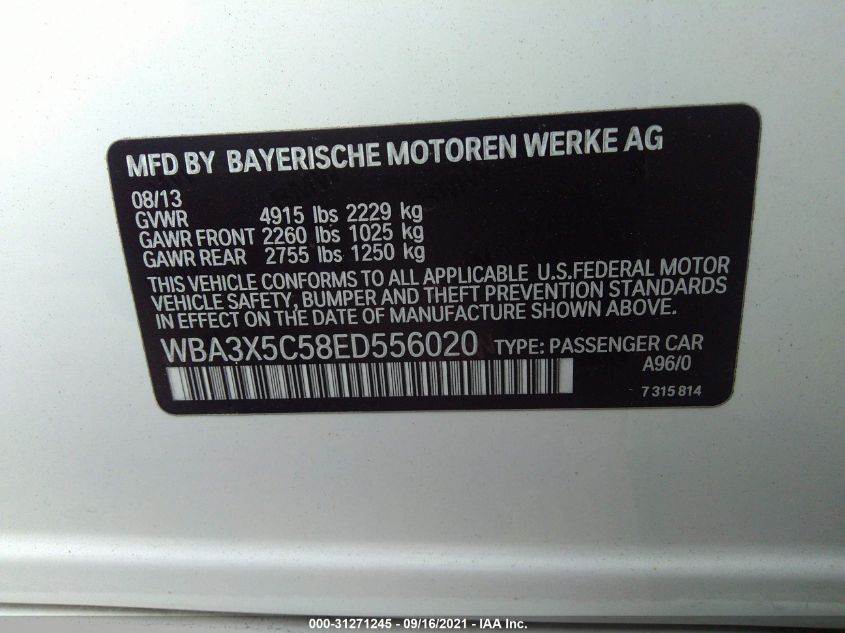 MFD BY BAYERISCHE MOTOREN WERKE AG
08/13
GVWR 4915 lbs 2229 kg
GAWR FRONT 2260 lbs 1025 kg
GAWR REAR 2755 lbs 1250 kg
THIS VEHICLE CONFORMS TO ALL APPLICABLE U.S.FEDERAL MOTOR
VEHICLE SAFETY, BUMPER AND THEFT PREVENTION STANDARDS
IN EFFECT ON THE DATE OF MANUFACTURE SHOWN ABOVE.
WBA3X5C58ED556020 TYPE: PASSENGER CAR
A96/0
7 315 814
000-31271245 - 09/16/2021 - IAA Inc.